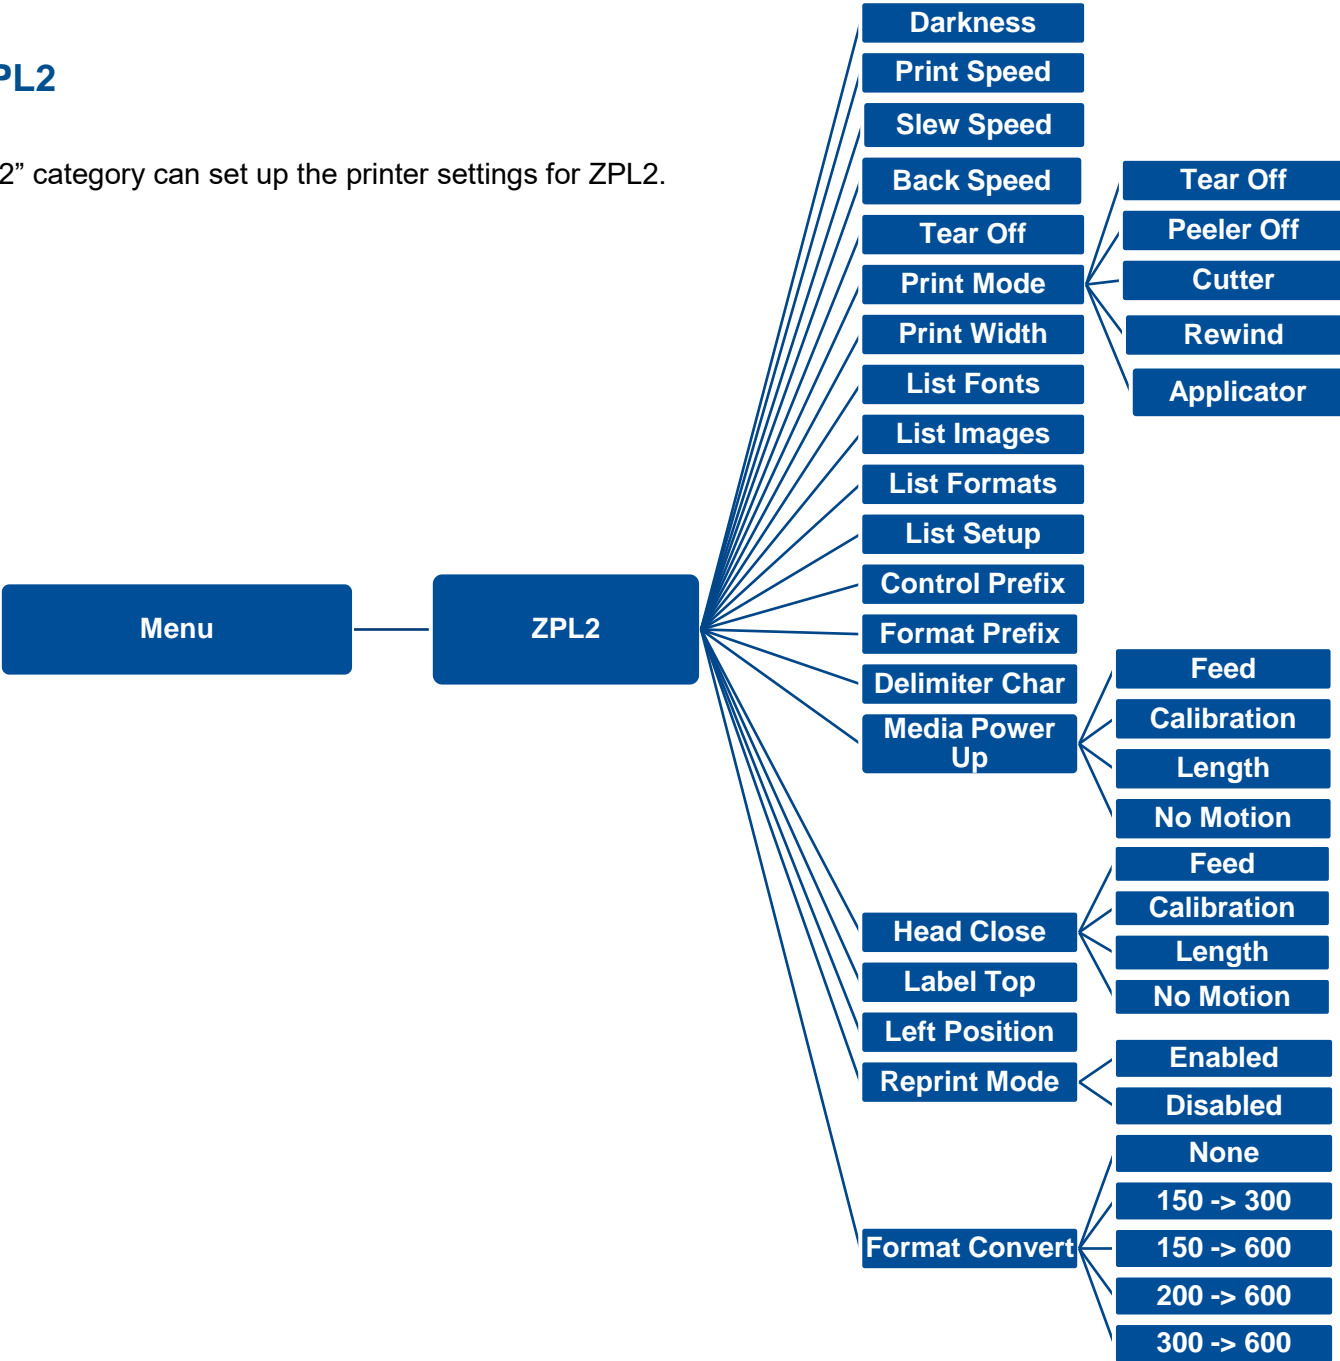 PL2
2” category can set up the printer settings for ZPL2.
Menu
ZPL2
Darkness
Print Speed
Slew Speed
Back Speed
Tear Off
Print Mode
Tear Off
Peeler Off
Cutter
Rewind
Applicator
Print Width
List Fonts
List Images
List Formats
List Setup
Control Prefix
Format Prefix
Delimiter Char
Media Power
Up
Feed
Calibration
Length
No Motion
Head Close
Feed
Calibration
Length
No Motion
Label Top
Left Position
Reprint Mode
Enabled
Disabled
Format Convert
None
150 -> 300
150 -> 600
200 -> 600
300 -> 600